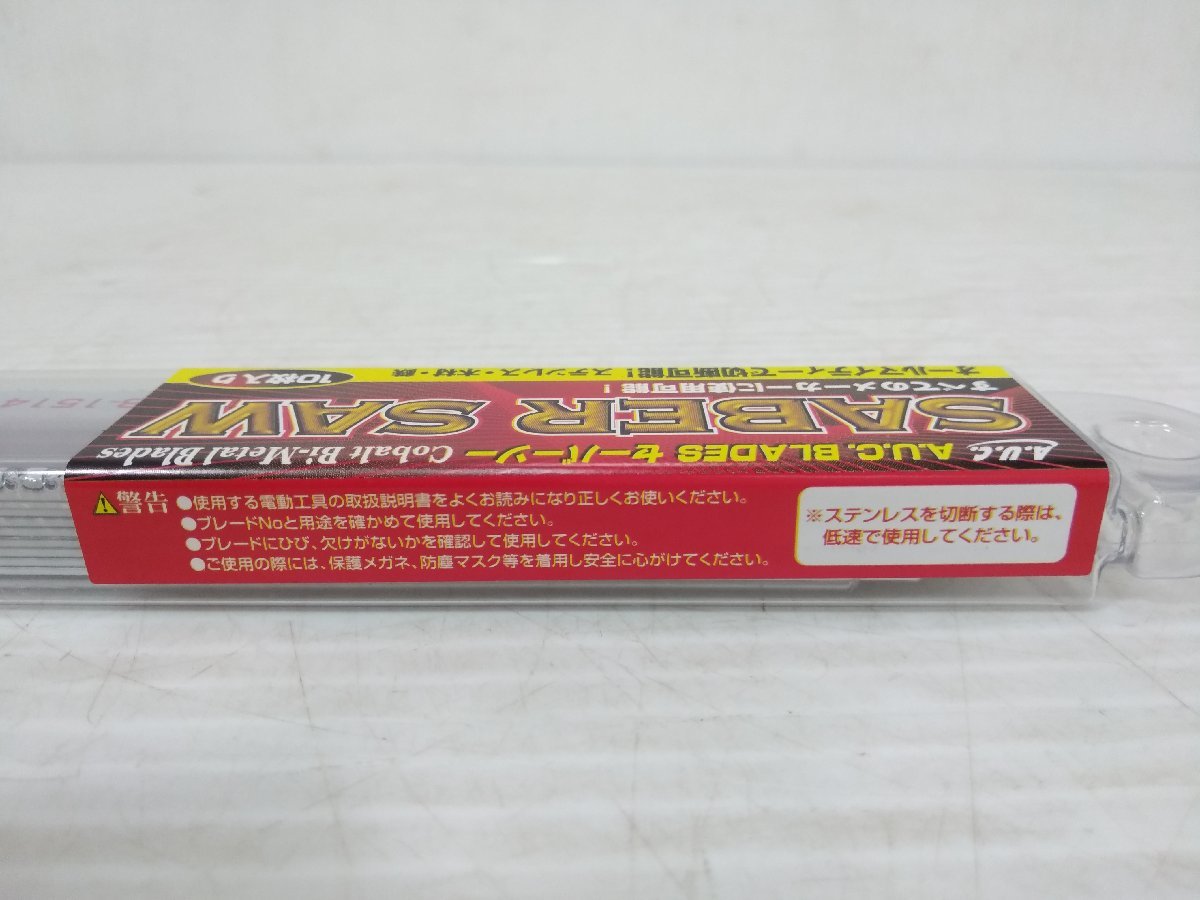 A.U.C.
A.U.C. BLADES セーバーソー Cobalt Bi-Metal Blades
SABER SAW
すべてのメーカーに使用可能！
オールマイティーで切断可能！ ステンレス・木材・鉄
10枚入り
警告
●使用する電動工具の取扱説明書をよくお読みになり正しくお使いください。
●ブレードNoと用途を確かめて使用してください。
●ブレードにひび、欠けがないかを確認して使用してください。
●ご使用の際には、保護メガネ、防塵マスク等を着用し安全に心がけてください。
※ステンレスを切断する際は、
低速で使用してください。